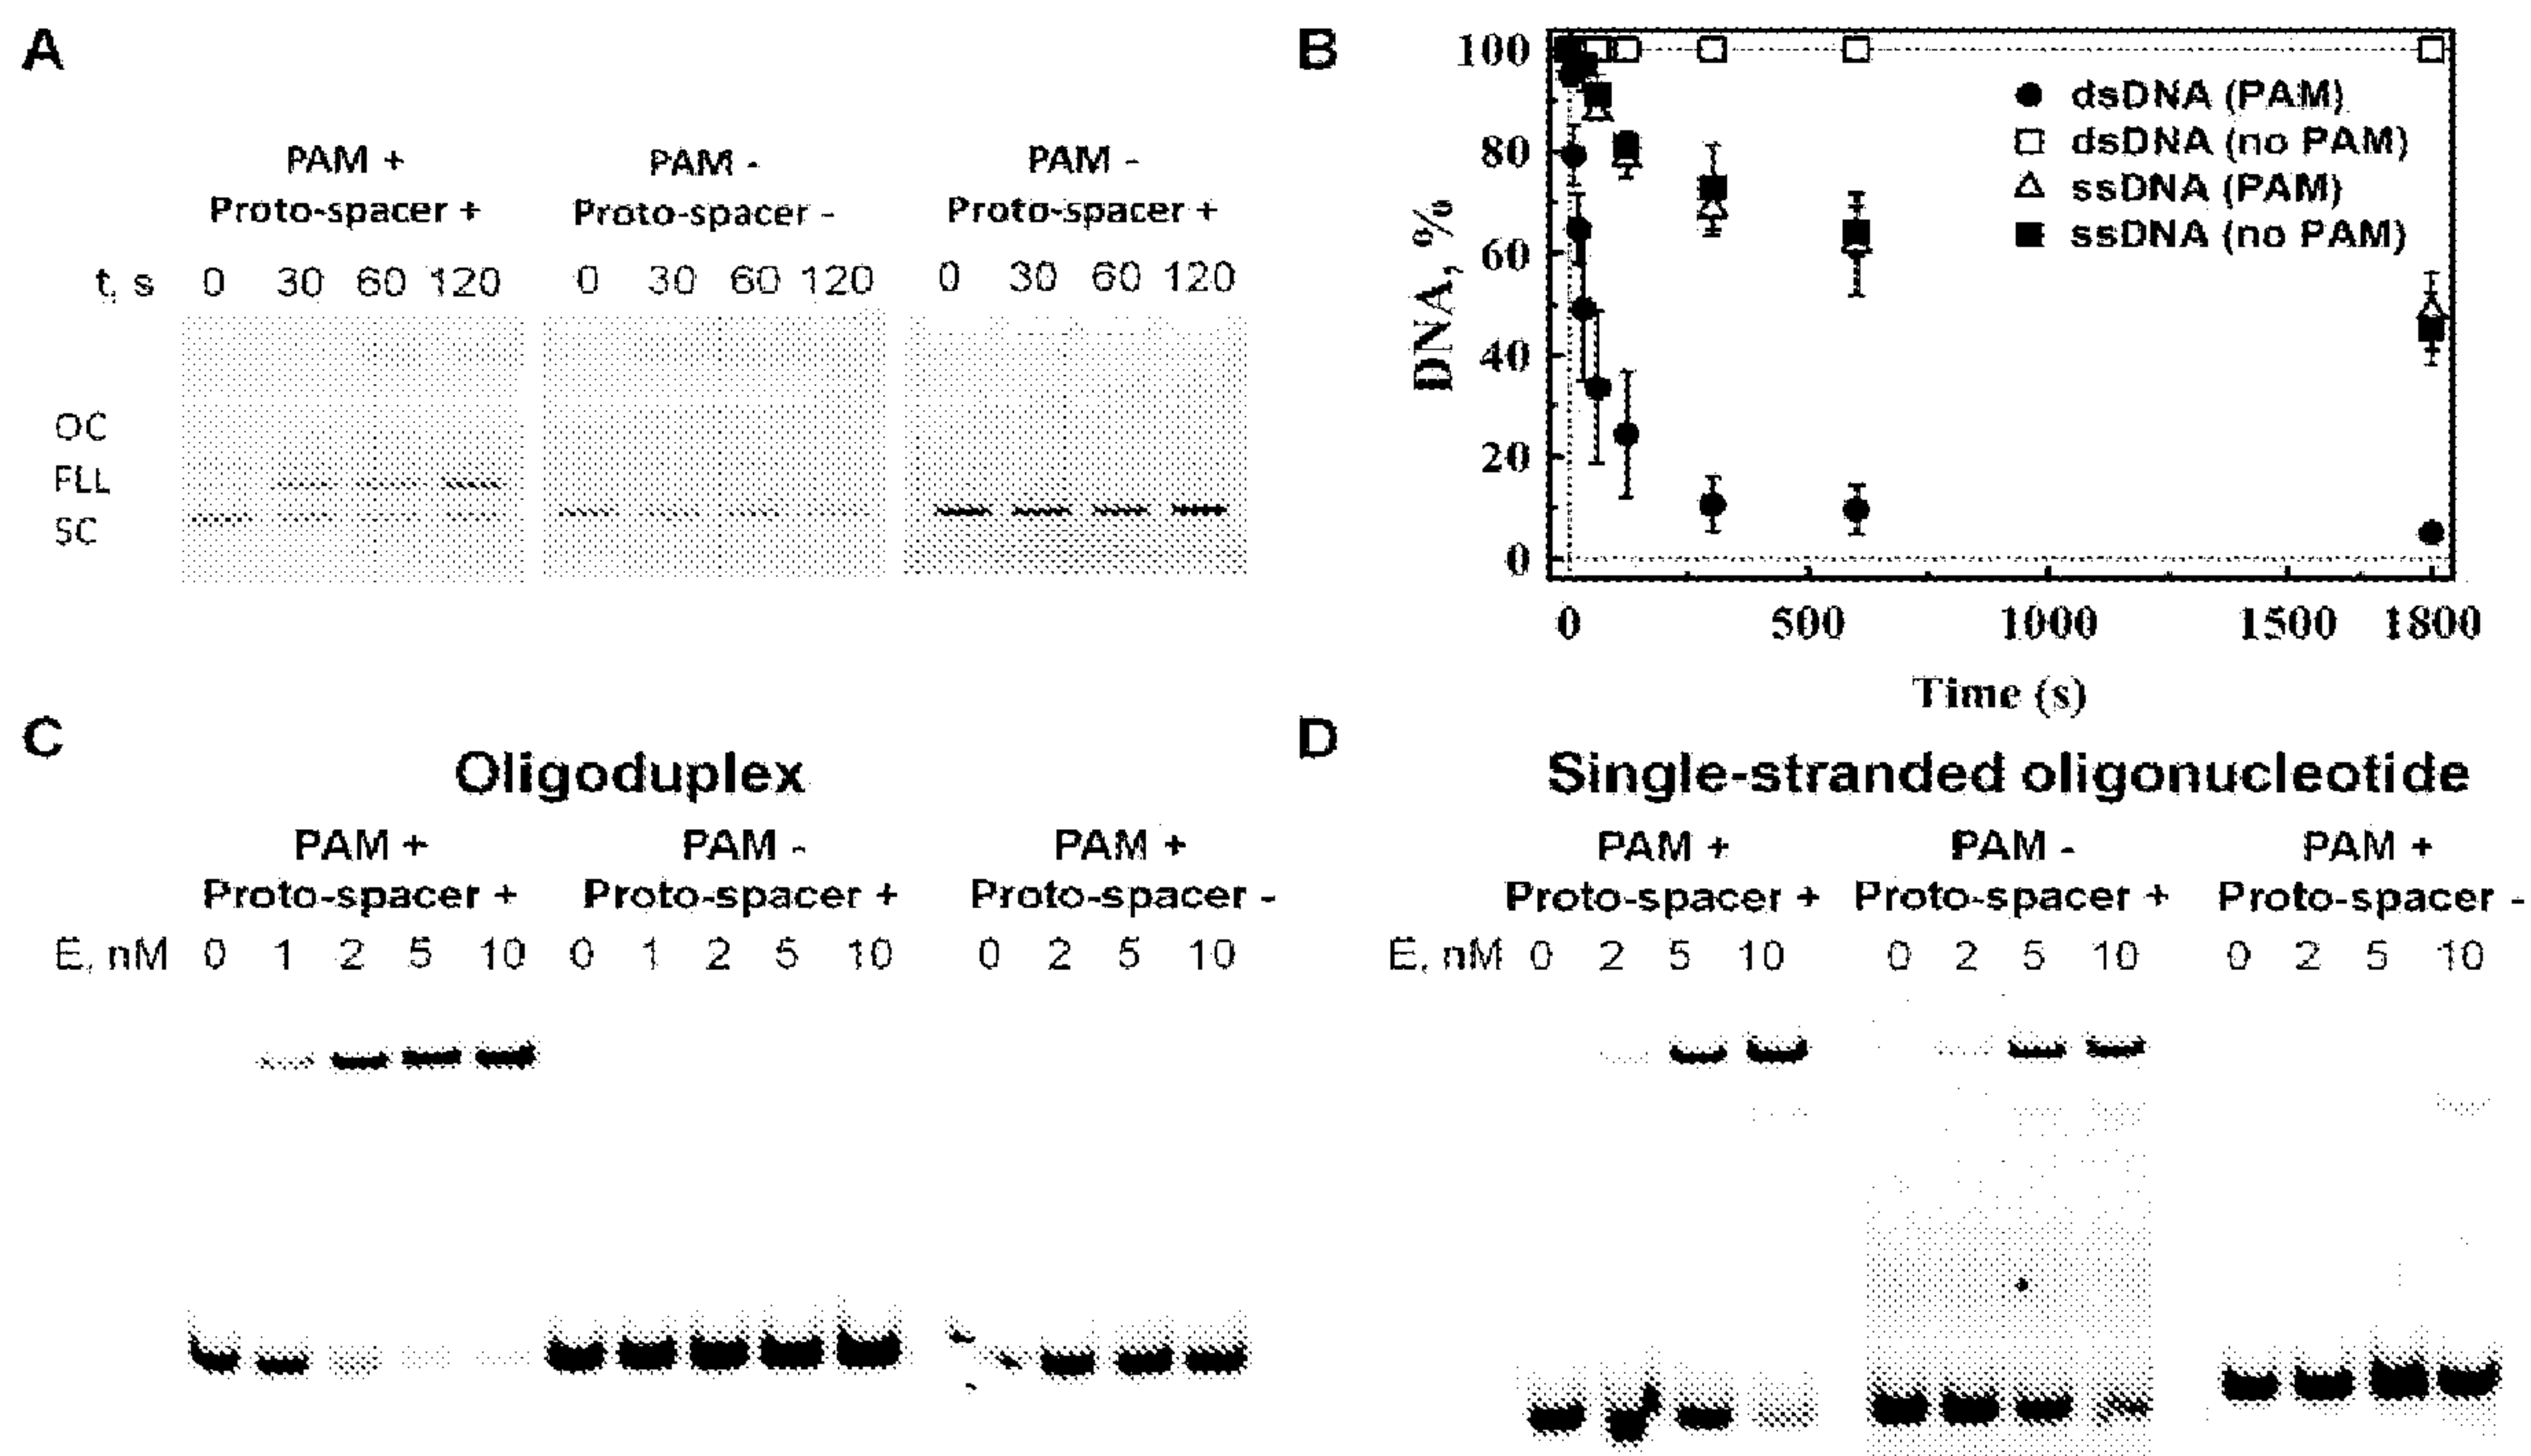 A
PAM +
Proto-spacer +
PAM -
Proto-spacer -
PAM -
Proto-spacer +
t, s 0 30 60 120 0 30 60 120 0 30 60 120
OC
FLL
SC
B
100
80
60
40
20
0
DNA, %
dsDNA (PAM)
dsDNA (no PAM)
ssDNA (PAM)
ssDNA (no PAM)
0 500 1000 1500 1800
Time (s)
C
Oligoduplex
PAM +
Proto-spacer +
PAM -
Proto-spacer +
PAM +
Proto-spacer -
E, nM 0 1 2 5 10 0 1 2 5 10 0 2 5 10
D
Single-stranded oligonucleotide
PAM +
Proto-spacer +
PAM -
Proto-spacer +
PAM +
Proto-spacer -
E, nM 0 2 5 10 0 2 5 10 0 2 5 10